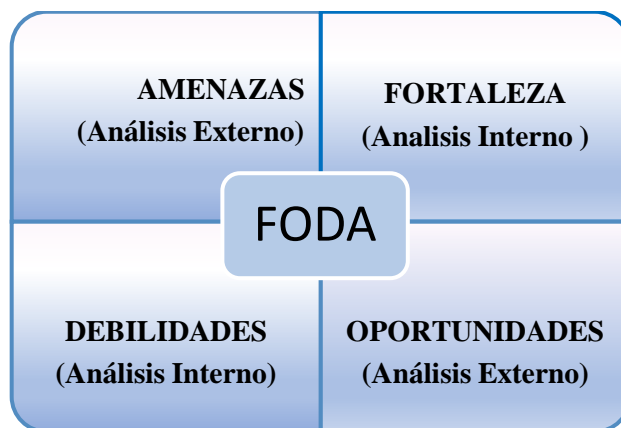 AMENAZAS
(Análisis Externo)
FORTALEZA
(Analisis Interno )
FODA
DEBILIDADES
(Análisis Interno)
OPORTUNIDADES
(Análisis Externo)